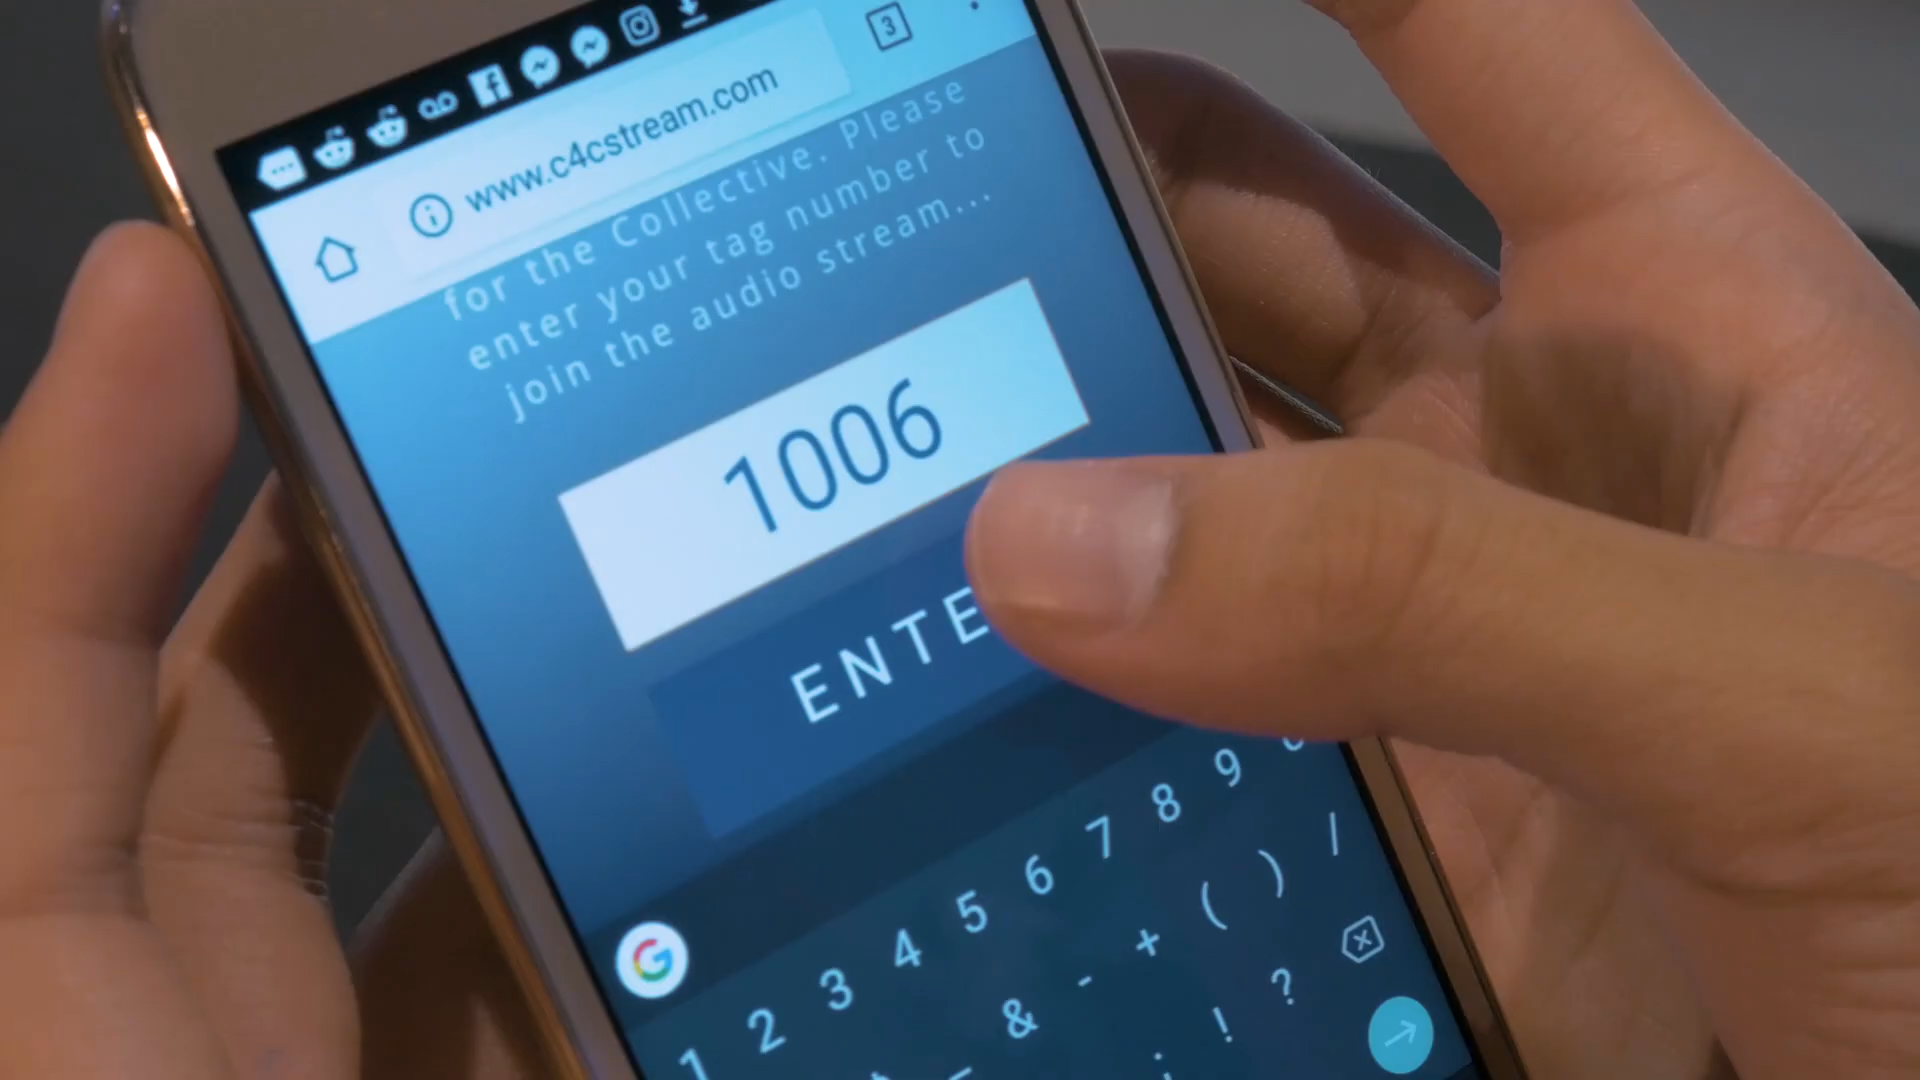 3
www.c4cstream.com
for the Collective. Please
enter your tag number to
join the audio stream...
1006
ENTE
1 2 3 4 5 6 7 8 9
_ & - + ( ) /
! ?
G